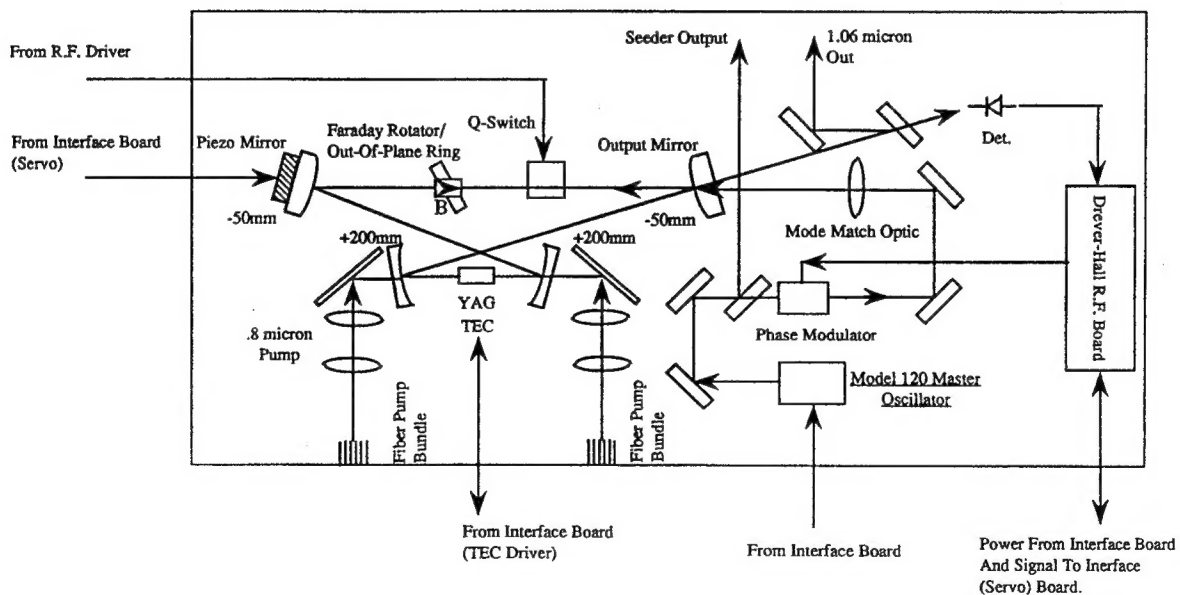 Seeder Output
1.06 micron
Out
From R.F. Driver
Q-Switch
Det.
From Interface Board
(Servo)
Piezo Mirror
Faraday Rotator/
Out-Of-Plane Ring
Output Mirror
B
-50mm
-50mm
+200mm
+200mm
Mode Match Optic
Drever-Hall R.F. Board
YAG
TEC
.8 micron
Pump
Phase Modulator
Model 120 Master
Oscillator
Fiber Pump
Bundle
Fiber Pump
Bundle
From Interface Board
(TEC Driver)
From Interface Board
Power From Interface Board
And Signal To Inerface
(Servo) Board.